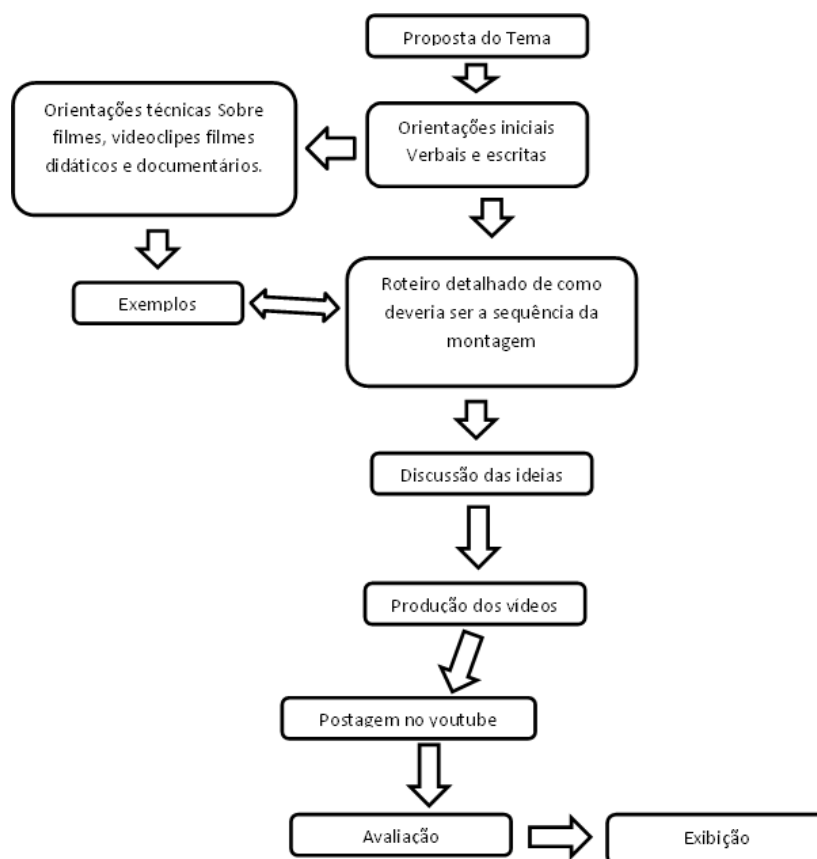 Proposta do Tema
Orientações técnicas Sobre
filmes, videoclipes filmes
didáticos e documentários.
Orientações iniciais
Verbais e escritas
Exemplos
Roteiro detalhado de como
deveria ser a sequência da
montagem
Discussão das ideias
Produção dos vídeos
Postagem no youtube
Avaliação
Exibição